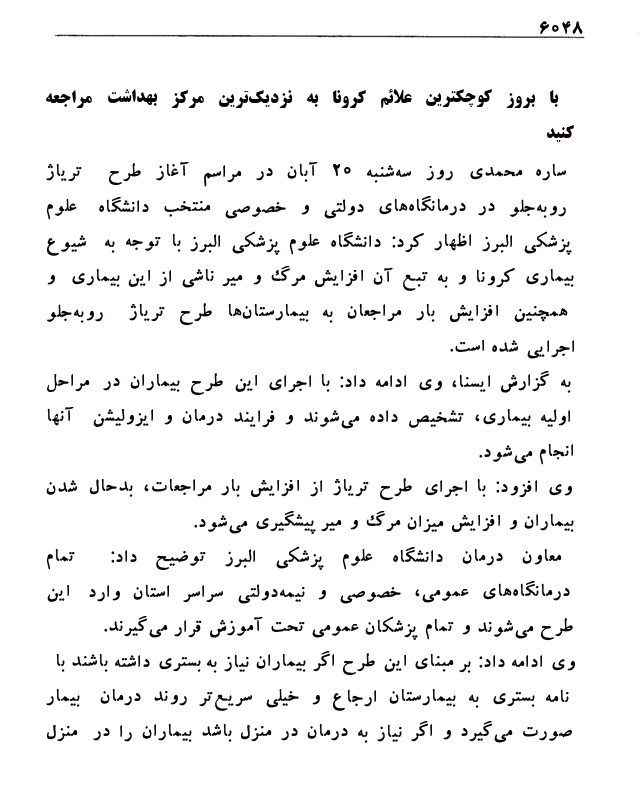 ۶۰۴۸
با بروز کوچکترین علائم کرونا به نزدیک‌ترین مرکز بهداشت مراجعه
کنید
ساره محمدی روز سه‌شنبه ۲۰ آبان در مراسم آغاز طرح تریاژ
روبه‌جلو در درمانگاه‌های دولتی و خصوصی منتخب دانشگاه علوم
پزشکی البرز اظهار کرد: دانشگاه علوم پزشکی البرز با توجه به شیوع
بیماری کرونا و به تبع آن افزایش مرگ و میر ناشی از این بیماری و
همچنین افزایش بار مراجعان به بیمارستان‌ها طرح تریاژ روبه‌جلو
اجرایی شده است.
به گزارش ایسنا، وی ادامه داد: با اجرای این طرح بیماران در مراحل
اولیه بیماری، تشخیص داده می‌شوند و فرایند درمان و ایزولیشن آنها
انجام می‌شود.
وی افزود: با اجرای طرح تریاژ از افزایش بار مراجعات، بدحال شدن
بیماران و افزایش میزان مرگ و میر پیشگیری می‌شود.
معاون درمان دانشگاه علوم پزشکی البرز توضیح داد: تمام
درمانگاه‌های عمومی، خصوصی و نیمه‌دولتی سراسر استان وارد این
طرح می‌شوند و تمام پزشکان عمومی تحت آموزش قرار می‌گیرند.
وی ادامه داد: بر مبنای این طرح اگر بیماران نیاز به بستری داشته باشند با
نامه بستری به بیمارستان ارجاع و خیلی سریع‌تر روند درمان بیمار
صورت می‌گیرد و اگر نیاز به درمان در منزل باشد بیماران را در منزل